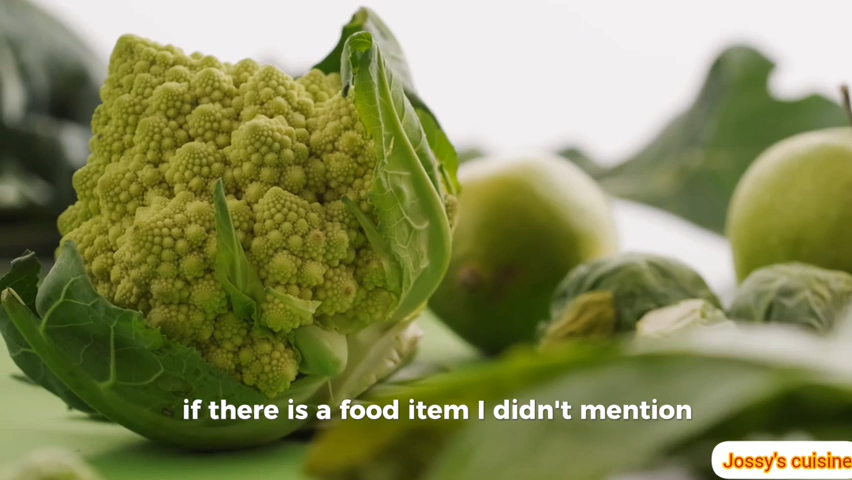 if there is a food item I didn't mention
Jossy's cuisine